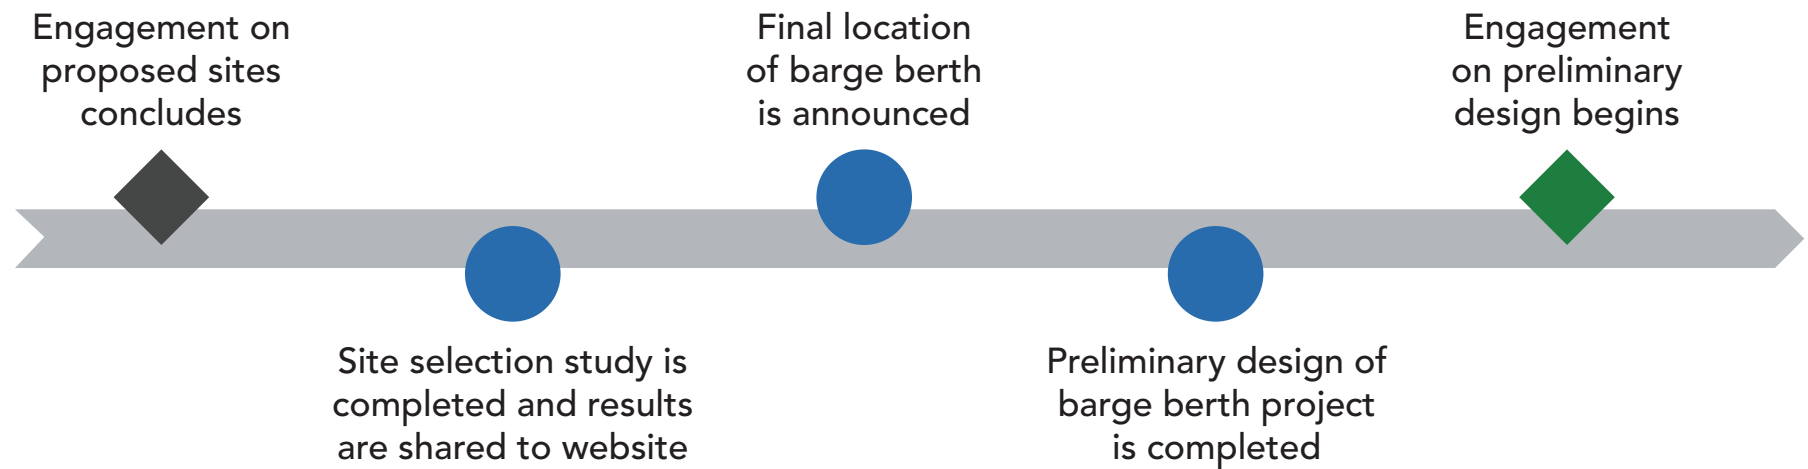 Engagement on
proposed sites
concludes
Site selection study is
completed and results
are shared to website
Final location
of barge berth
is announced
Preliminary design of
barge berth project
is completed
Engagement
on preliminary
design begins